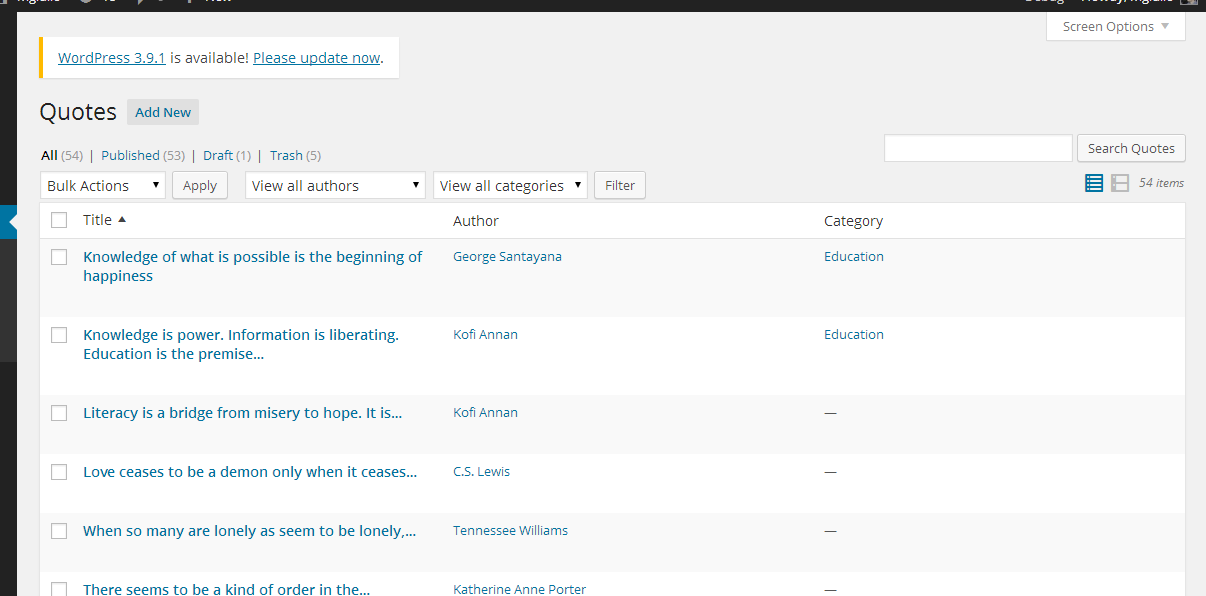 Screen Options
WordPress 3.9.1 is available! Please update now.
Quotes Add New
All (54) | Published (53) | Draft (1) | Trash (5)
Search Quotes
Bulk Actions Apply View all authors View all categories Filter 54 items
Title Author Category
Knowledge of what is possible is the beginning of George Santayana Education
happiness
Knowledge is power. Information is liberating. Kofi Annan Education
Education is the premise...
Literacy is a bridge from misery to hope. It is... Kofi Annan —
Love ceases to be a demon only when it ceases... C.S. Lewis —
When so many are lonely as seem to be lonely,... Tennessee Williams —
There seems to be a kind of order in the... Katherine Anne Porter —